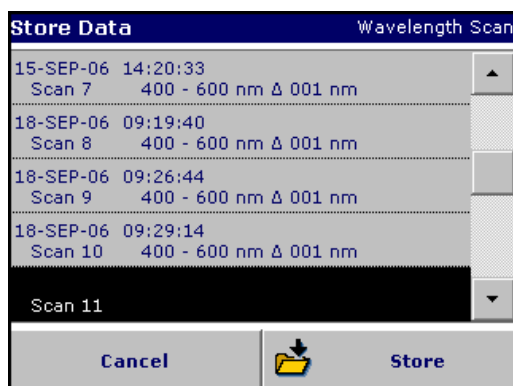 Store Data Wavelength Scan
15-SEP-06 14:20:33
Scan 7 400 - 600 nm Δ 001 nm
18-SEP-06 09:19:40
Scan 8 400 - 600 nm Δ 001 nm
18-SEP-06 09:26:44
Scan 9 400 - 600 nm Δ 001 nm
18-SEP-06 09:29:14
Scan 10 400 - 600 nm Δ 001 nm
Scan 11
Cancel Store